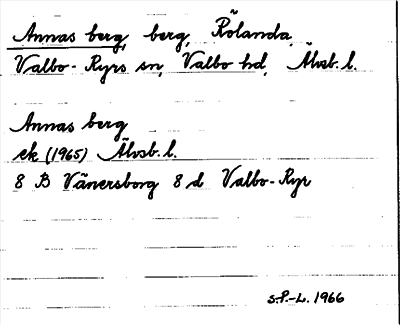 Annas berg, berg, Rölanda
Valbo-Ryrs sn, Valbo hd, Älvsb. l.
Annas berg
ek (1965) Älvsb. l.
8 B Vänersborg 8 d Valbo-Ryr
S.P.-L. 1966